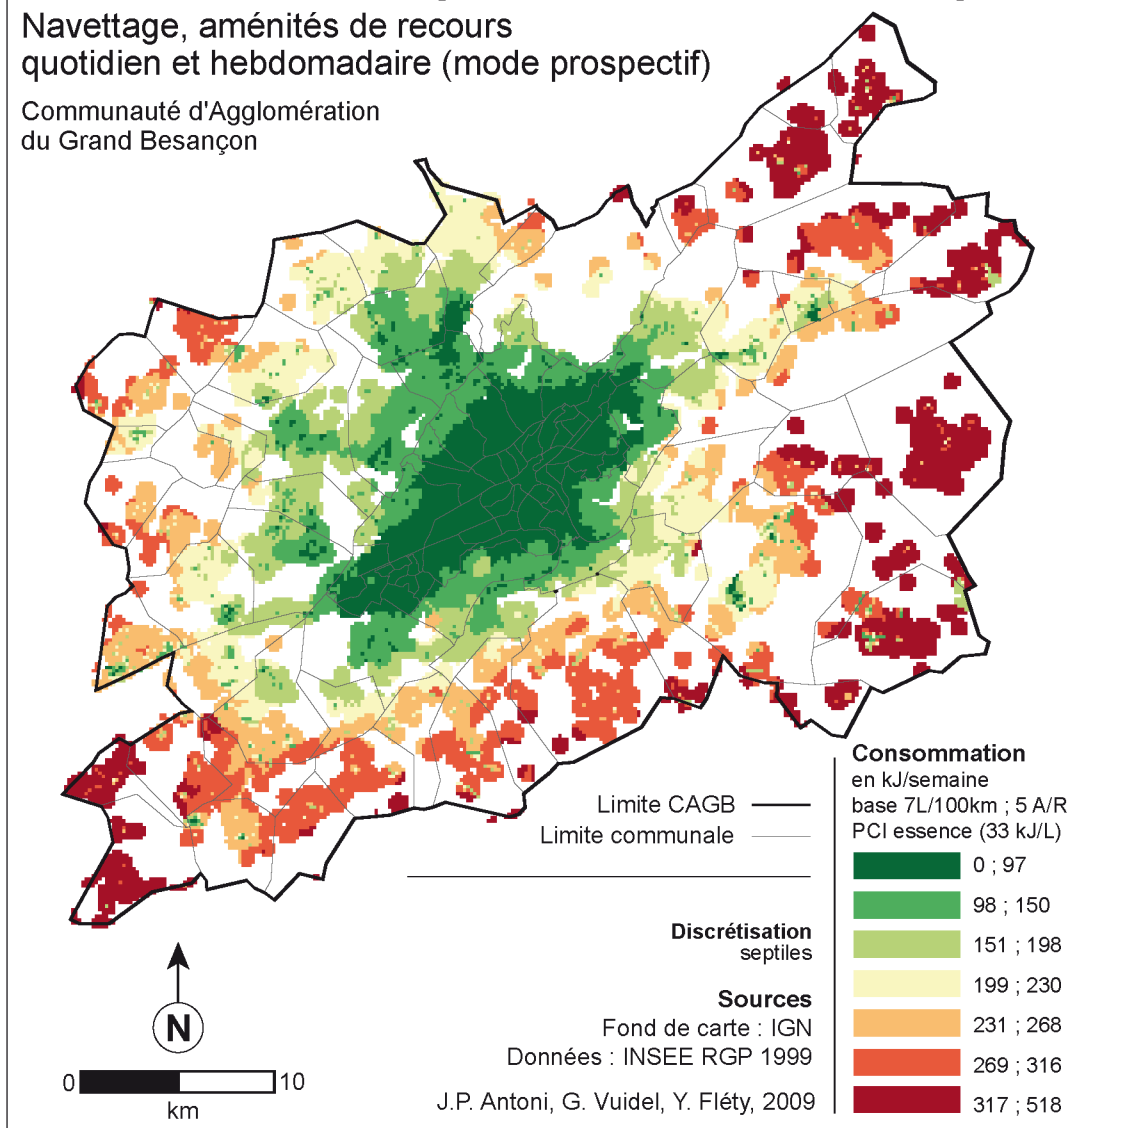 Navettage, aménités de recours
quotidien et hebdomadaire (mode prospectif)
Communauté d'Agglomération
du Grand Besançon
Limite CAGB
Limite communale
Discrétisation
septiles
Sources
Fond de carte : IGN
Données : INSEE RGP 1999
J.P. Antoni, G. Vuidel, Y. Fléty, 2009
Consommation
en kJ/semaine
base 7L/100km ; 5 A/R
PCI essence (33 kJ/L)
0 ; 97
98 ; 150
151 ; 198
199 ; 230
231 ; 268
269 ; 316
317 ; 518
N
0 10
km